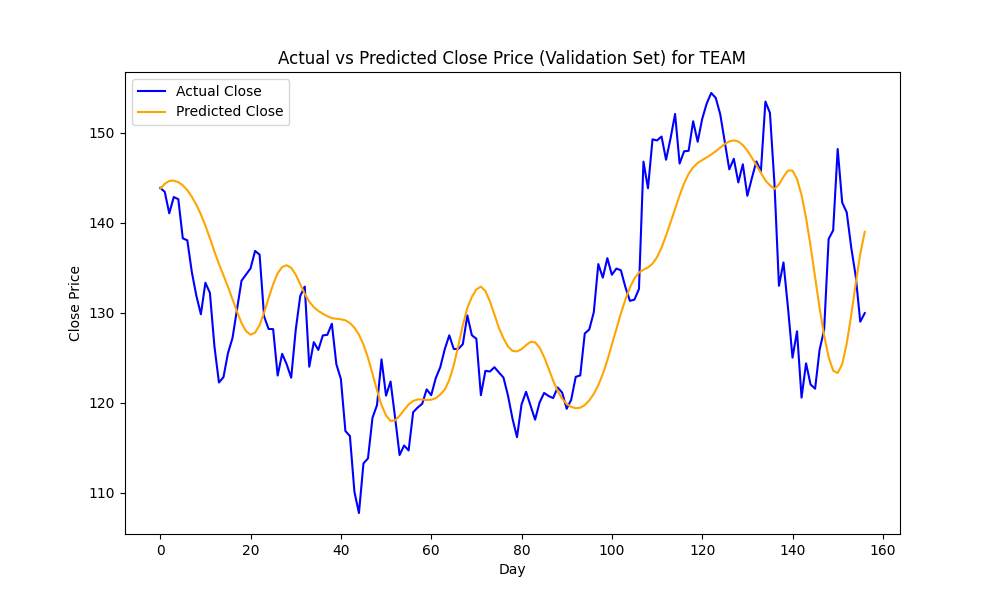 Actual vs Predicted Close Price (Validation Set) for TEAM
Actual Close
Predicted Close
Close Price
150
140
130
120
110
0 20 40 60 80 100 120 140 160
Day